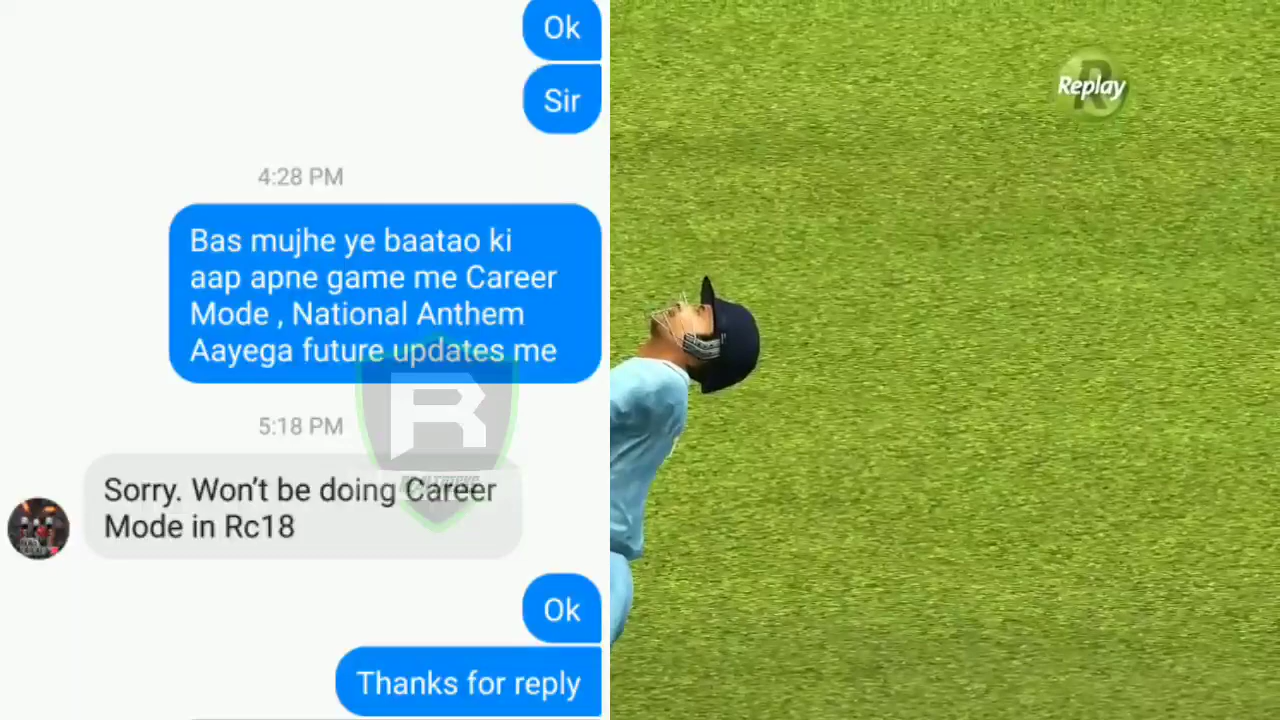 Ok
Sir
4:28 PM
Bas mujhe ye baatao ki
aap apne game me Career
Mode , National Anthem
Aayega future updates me
5:18 PM
Sorry. Won't be doing Career
Mode in Rc18
Ok
Thanks for reply
Replay